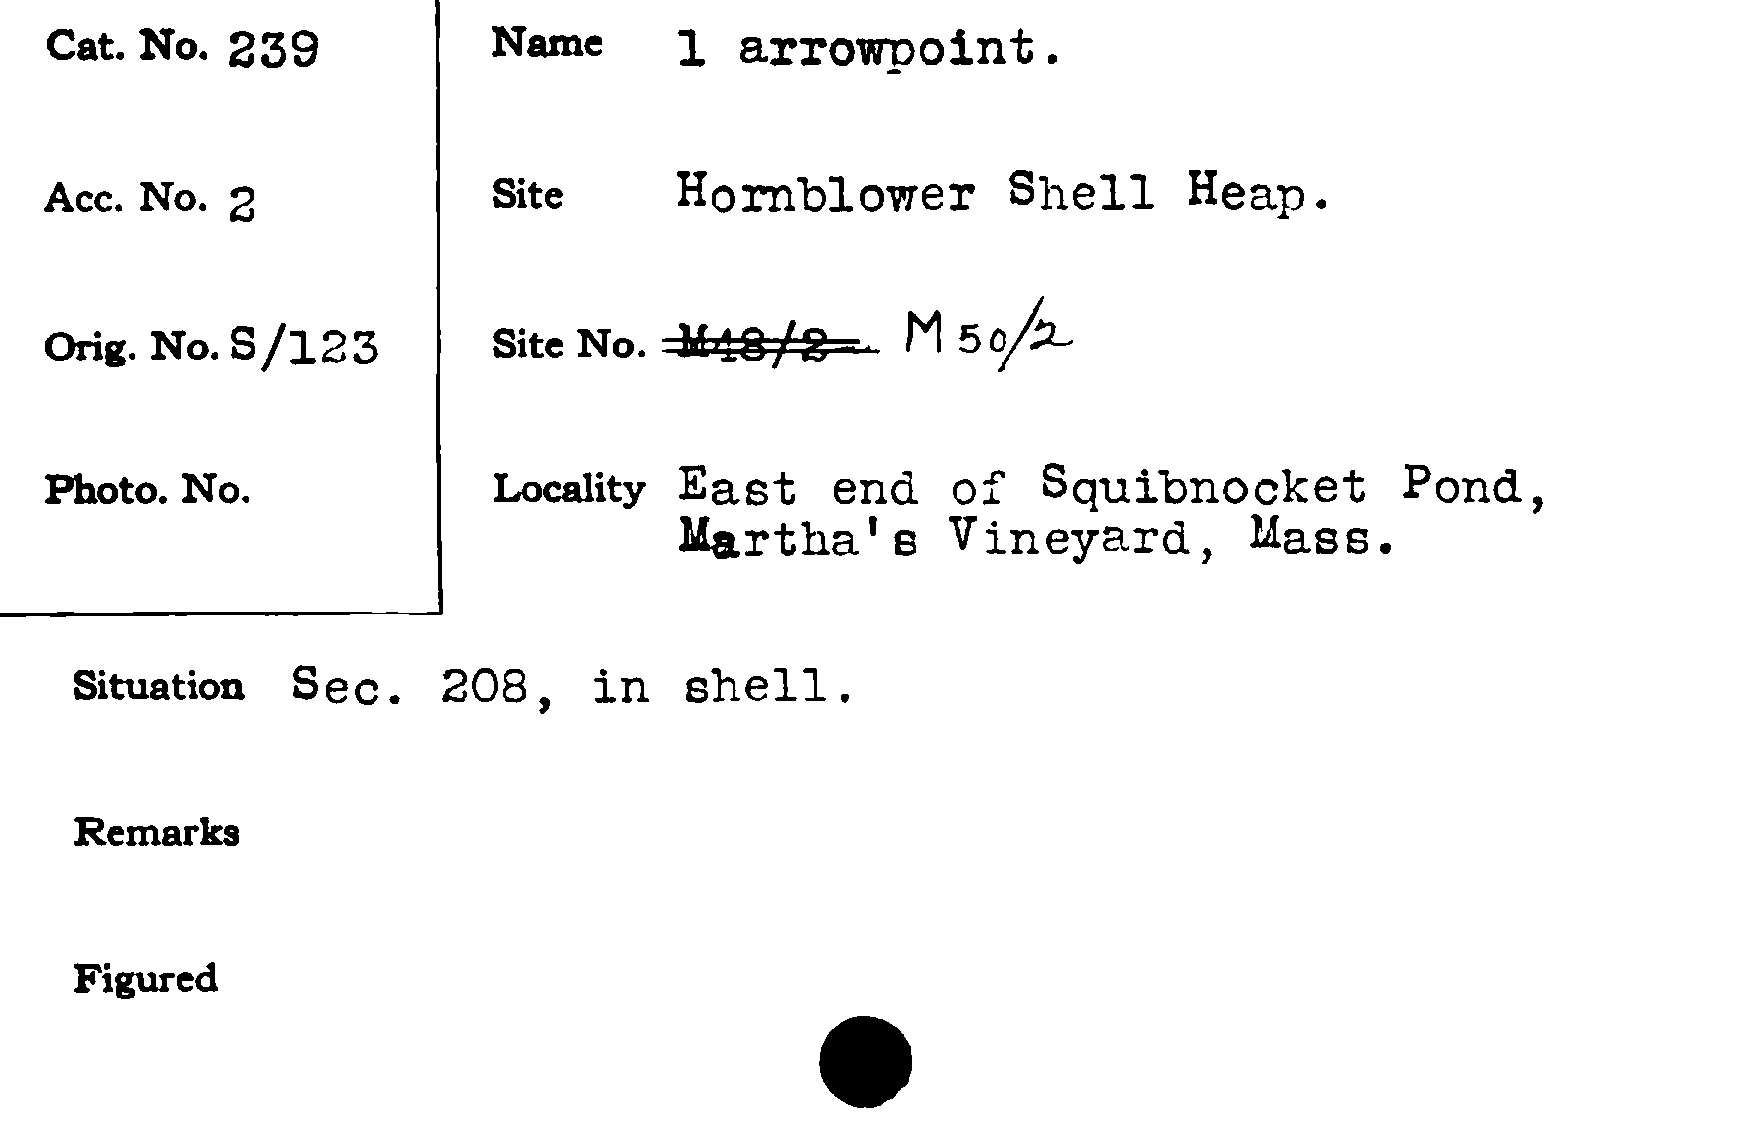 Cat. No. 239
Name 1 arrowpoint.
Acc. No. 2
Site Hornblower Shell Heap.
Orig. No. S/123
Site No. M48/2 M50/2
Photo. No.
Locality East end of Squibnocket Pond,
Martha's Vineyard, Mass.
Situation Sec. 208, in shell.
Remarks
Figured